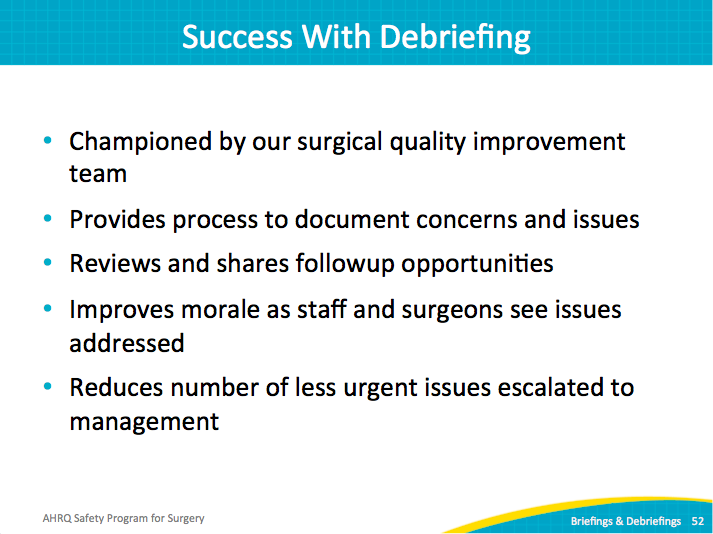 Success With Debriefing
• Championed by our surgical quality improvement
team
• Provides process to document concerns and issues
• Reviews and shares followup opportunities
• Improves morale as staff and surgeons see issues
addressed
• Reduces number of less urgent issues escalated to
management
AHRQ Safety Program for Surgery
Briefings & Debriefings 52